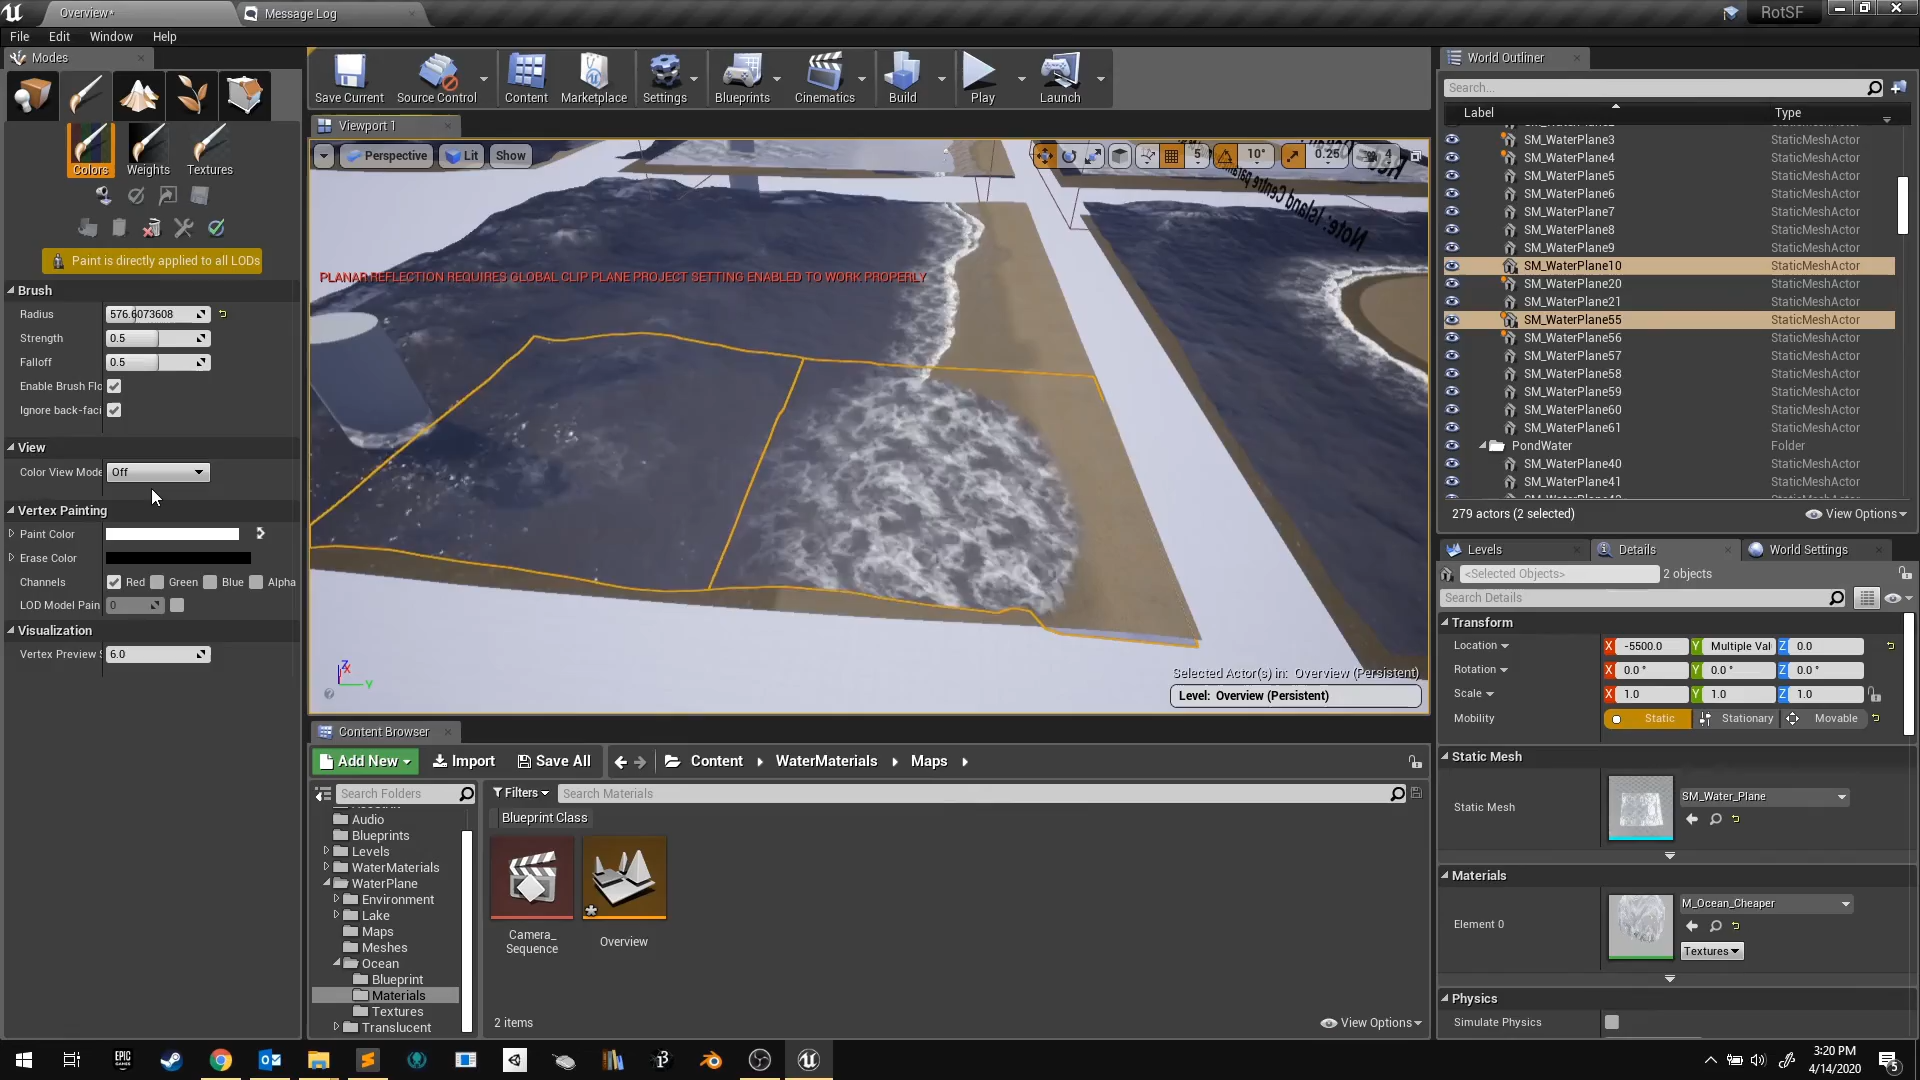 Overview*
Message Log
RotSF
File Edit Window Help
Modes
Save Current
Source Control
Content
Marketplace
Settings
Blueprints
Cinematics
Build
Play
Launch
World Outliner
Search...
Label Type
Viewport 1
Colors
Weights
Textures
Paint is directly applied to all LODs
Brush
Radius 576.6073608
Strength 0.5
Falloff 0.5
Enable Brush Flo
Ignore back-faci
View
Color View Mode Off
Vertex Painting
Paint Color
Erase Color
Channels Red Green Blue Alpha
LOD Model Pain 0
Visualization
Vertex Preview S 6.0
Perspective Lit Show
5 10° 0.25 4
Note: Island Centre param
PLANAR REFLECTION REQUIRES GLOBAL CLIP PLANE PROJECT SETTING ENABLED TO WORK PROPERLY
Z X
Y
Selected Actor(s) in: Overview (Persistent)
Level: Overview (Persistent)
SM_WaterPlane3 StaticMeshActor
SM_WaterPlane4 StaticMeshActor
SM_WaterPlane5 StaticMeshActor
SM_WaterPlane6 StaticMeshActor
SM_WaterPlane7 StaticMeshActor
SM_WaterPlane8 StaticMeshActor
SM_WaterPlane9 StaticMeshActor
SM_WaterPlane10 StaticMeshActor
SM_WaterPlane20 StaticMeshActor
SM_WaterPlane21 StaticMeshActor
SM_WaterPlane55 StaticMeshActor
SM_WaterPlane56 StaticMeshActor
SM_WaterPlane57 StaticMeshActor
SM_WaterPlane58 StaticMeshActor
SM_WaterPlane59 StaticMeshActor
SM_WaterPlane60 StaticMeshActor
SM_WaterPlane61 StaticMeshActor
PondWater Folder
SM_WaterPlane40 StaticMeshActor
SM_WaterPlane41 StaticMeshActor
279 actors (2 selected) View Options
Levels Details World Settings
<Selected Objects> 2 objects
Search Details
Transform
Location X -5500.0 Y Multiple Val Z 0.0
Rotation X 0.0 ° Y 0.0 ° Z 0.0 °
Scale X 1.0 Y 1.0 Z 1.0
Mobility Static Stationary Movable
Static Mesh
Static Mesh SM_Water_Plane
Materials
Element 0 M_Ocean_Cheaper
Textures
Physics
Simulate Physics
Content Browser
Add New Import Save All Content WaterMaterials Maps
Search Folders
Filters Search Materials
Blueprint Class
Audio
Blueprints
Levels
WaterMaterials
WaterPlane
Environment
Lake
Maps
Meshes
Ocean
Blueprint
Materials
Textures
Translucent
Camera_
Sequence
Overview
2 items View Options
EPIC
GAMES
3:20 PM
4/14/2020
5